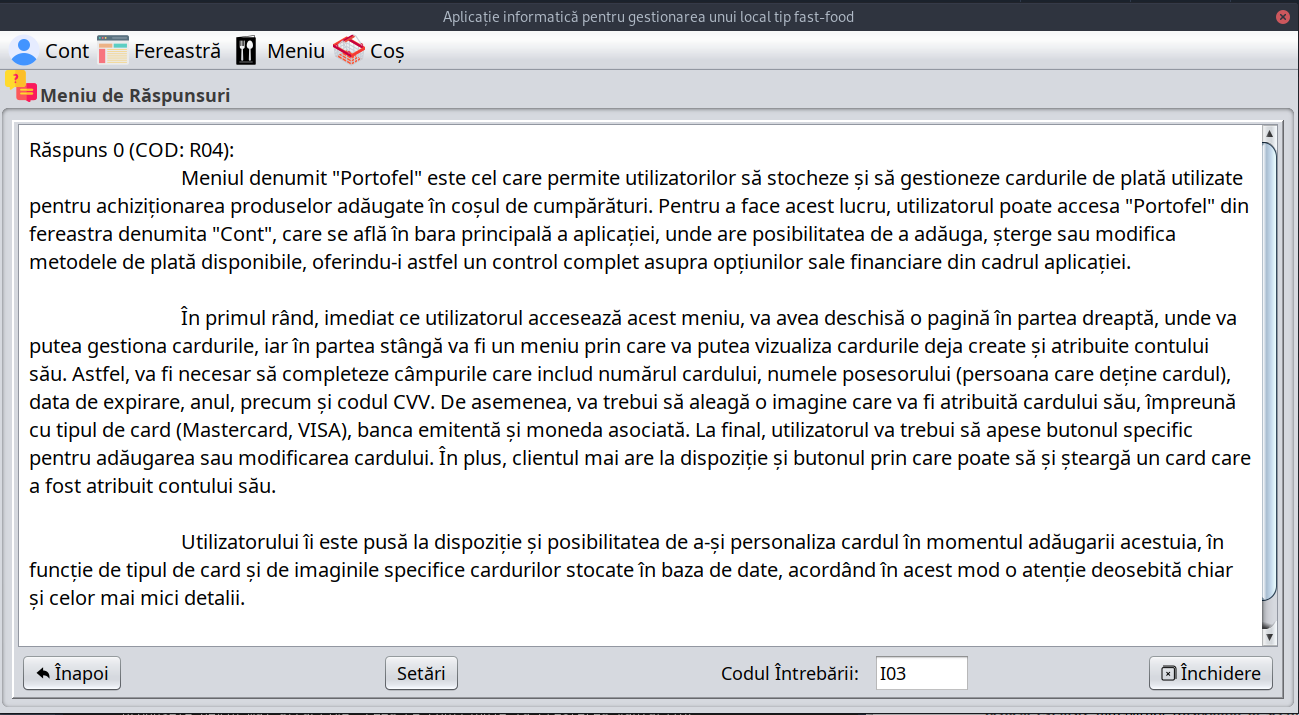 Aplicație informatică pentru gestionarea unui local tip fast-food
Cont Fereastră Meniu Coș
Meniu de Răspunsuri
Răspuns 0 (COD: R04):
Meniul denumit "Portofel" este cel care permite utilizatorilor să stocheze și să gestioneze cardurile de plată utilizate
pentru achiziționarea produselor adăugate în coșul de cumpărături. Pentru a face acest lucru, utilizatorul poate accesa "Portofel" din
fereastra denumita "Cont", care se află în bara principală a aplicației, unde are posibilitatea de a adăuga, șterge sau modifica
metodele de plată disponibile, oferindu-i astfel un control complet asupra opțiunilor sale financiare din cadrul aplicației.
În primul rând, imediat ce utilizatorul accesează acest meniu, va avea deschisă o pagină în partea dreaptă, unde va
putea gestiona cardurile, iar în partea stângă va fi un meniu prin care va putea vizualiza cardurile deja create și atribuite contului
său. Astfel, va fi necesar să completeze câmpurile care includ numărul cardului, numele posesorului (persoana care deține cardul),
data de expirare, anul, precum și codul CVV. De asemenea, va trebui să aleagă o imagine care va fi atribuită cardului său, împreună
cu tipul de card (Mastercard, VISA), banca emitentă și moneda asociată. La final, utilizatorul va trebui să apese butonul specific
pentru adăugarea sau modificarea cardului. În plus, clientul mai are la dispoziție și butonul prin care poate să și șteargă un card care
a fost atribuit contului său.
Utilizatorului îi este pusă la dispoziție și posibilitatea de a-și personaliza cardul în momentul adăugarii acestuia, în
funcție de tipul de card și de imaginile specifice cardurilor stocate în baza de date, acordând în acest mod o atenție deosebită chiar
și celor mai mici detalii.
Înapoi Setări Codul Întrebării: I03 Închidere